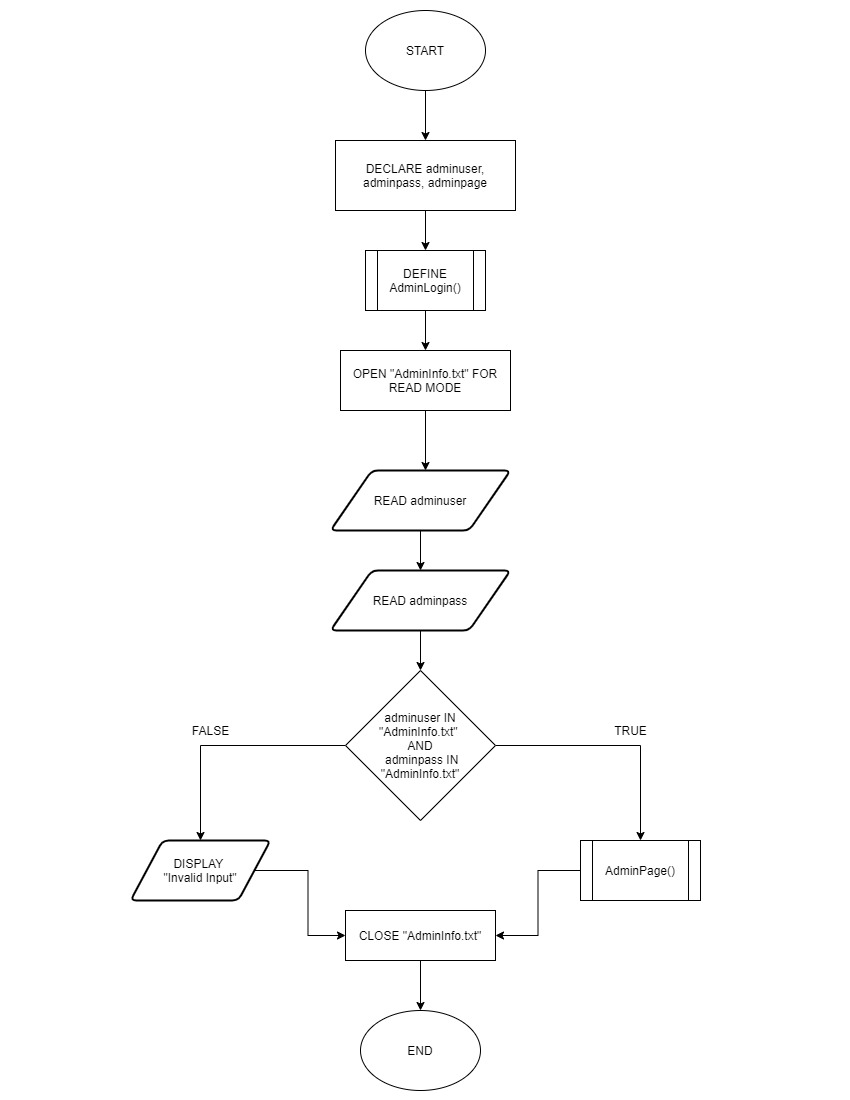 START
DECLARE adminuser,
adminpass, adminpage
DEFINE
AdminLogin()
OPEN "AdminInfo.txt" FOR
READ MODE
READ adminuser
READ adminpass
adminuser IN
"AdminInfo.txt"
AND
adminpass IN
"AdminInfo.txt"
FALSE
TRUE
DISPLAY
"Invalid Input"
AdminPage()
CLOSE "AdminInfo.txt"
END